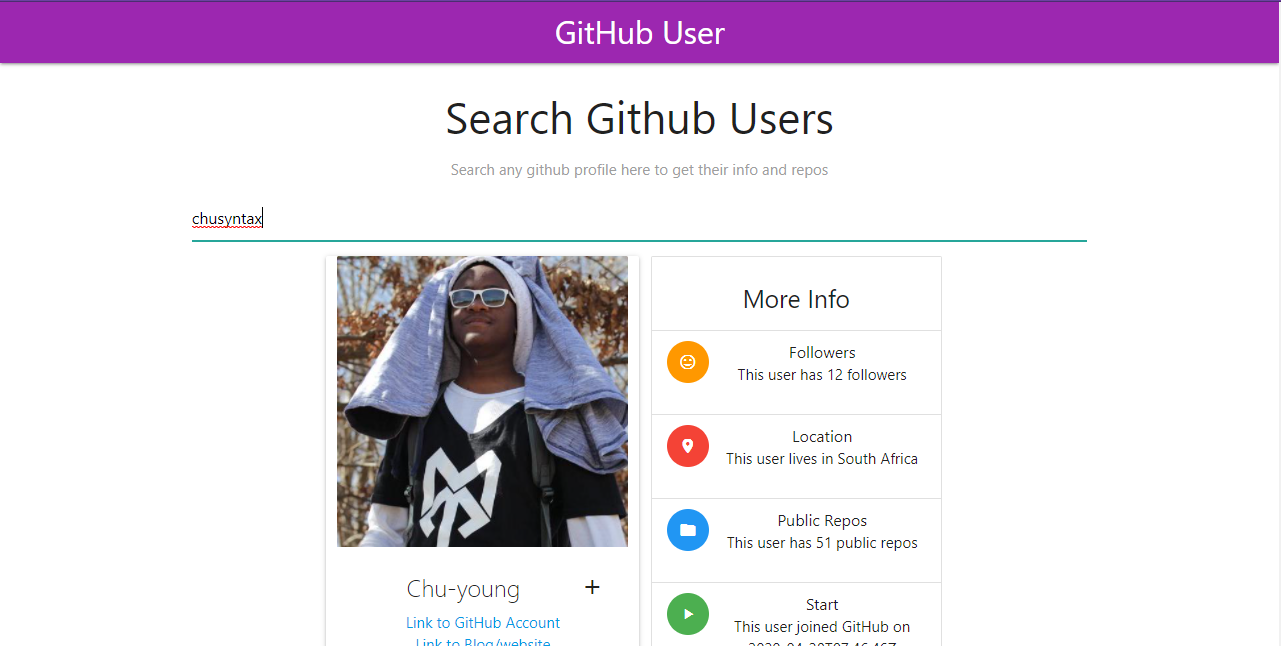 GitHub User
Search Github Users
Search any github profile here to get their info and repos
chusyntax
More Info
Followers
This user has 12 followers
Location
This user lives in South Africa
Public Repos
This user has 51 public repos
Start
This user joined GitHub on
Chu-young
Link to GitHub Account
Link to Blog/website